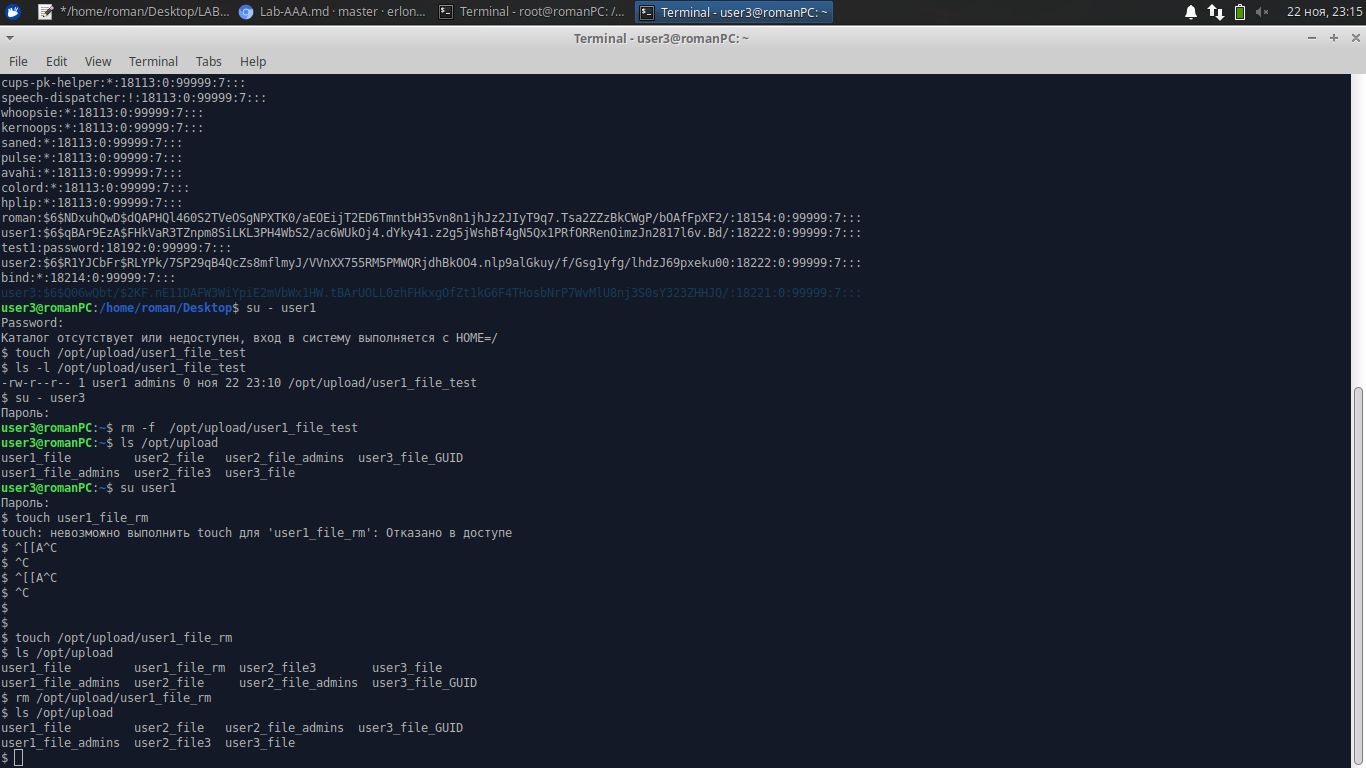 */home/roman/Desktop/LAB...
Lab-AAA.md · master · erlon...
Terminal - root@romanPC: /...
Terminal - user3@romanPC: ~
22 ноя, 23:15
Terminal - user3@romanPC: ~
File Edit View Terminal Tabs Help
cups-pk-helper:*:18113:0:99999:7:::
speech-dispatcher:!:18113:0:99999:7:::
whoopsie:*:18113:0:99999:7:::
kernoops:*:18113:0:99999:7:::
saned:*:18113:0:99999:7:::
pulse:*:18113:0:99999:7:::
avahi:*:18113:0:99999:7:::
colord:*:18113:0:99999:7:::
hplip:*:18113:0:99999:7:::
roman:$6$NDxuhQwD$dQAPHQl460S2TVeOSgNPXTK0/aEOEijT2ED6TmntbH35vn8n1jhJz2JIyT9q7.Tsa2ZZzBkCWgP/bOAfFpXF2/:18154:0:99999:7:::
user1:$6$qBAr9EzA$FHkVaR3TZnpm8SiLKL3PH4WbS2/ac6WUkOj4.dYky41.z2g5jWshBf4gN5Qx1PRfORRenOimzJn2817l6v.Bd/:18222:0:99999:7:::
test1:password:18192:0:99999:7:::
user2:$6$R1YJCbFr$RLYPk/7SP29qB4QcZs8mflmyJ/VVnXX755RM5PMWQRjdhBkOO4.nlp9alGkuy/f/Gsg1yfg/lhdzJ69pxeku00:18222:0:99999:7:::
bind:*:18214:0:99999:7:::
user3@romanPC:/home/roman/Desktop$ su - user1
Password:
Каталог отсутствует или недоступен, вход в систему выполняется с HOME=/
$ touch /opt/upload/user1_file_test
$ ls -l /opt/upload/user1_file_test
-rw-r--r-- 1 user1 admins 0 ноя 22 23:10 /opt/upload/user1_file_test
$ su - user3
Пароль:
user3@romanPC:~$ rm -f  /opt/upload/user1_file_test
user3@romanPC:~$ ls /opt/upload
user1_file         user2_file   user2_file_admins  user3_file_GUID
user1_file_admins  user2_file3  user3_file
user3@romanPC:~$ su user1
Пароль:
$ touch user1_file_rm
touch: невозможно выполнить touch для 'user1_file_rm': Отказано в доступе
$ ^[[A^C
$ ^C
$ ^[[A^C
$ ^C
$
$
$ touch /opt/upload/user1_file_rm
$ ls /opt/upload
user1_file         user1_file_rm  user2_file3        user3_file
user1_file_admins  user2_file     user2_file_admins  user3_file_GUID
$ rm /opt/upload/user1_file_rm
$ ls /opt/upload
user1_file         user2_file   user2_file_admins  user3_file_GUID
user1_file_admins  user2_file3  user3_file
$